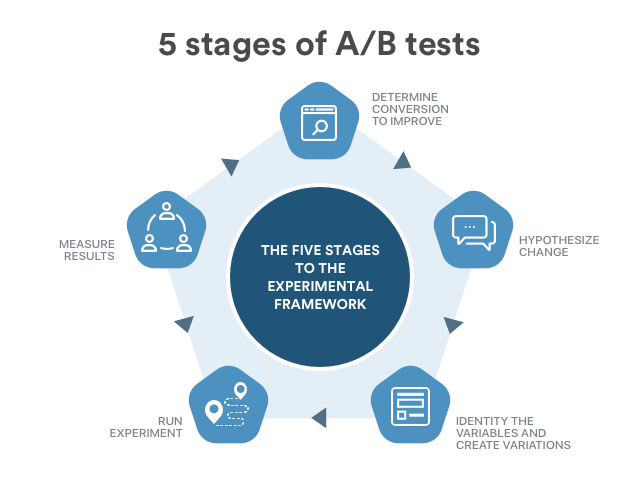 5 stages of A/B tests
DETERMINE
CONVERSION
TO IMPROVE
HYPOTHESIZE
CHANGE
IDENTITY THE
VARIABLES AND
CREATE VARIATIONS
RUN
EXPERIMENT
MEASURE
RESULTS
THE FIVE STAGES
TO THE
EXPERIMENTAL
FRAMEWORK